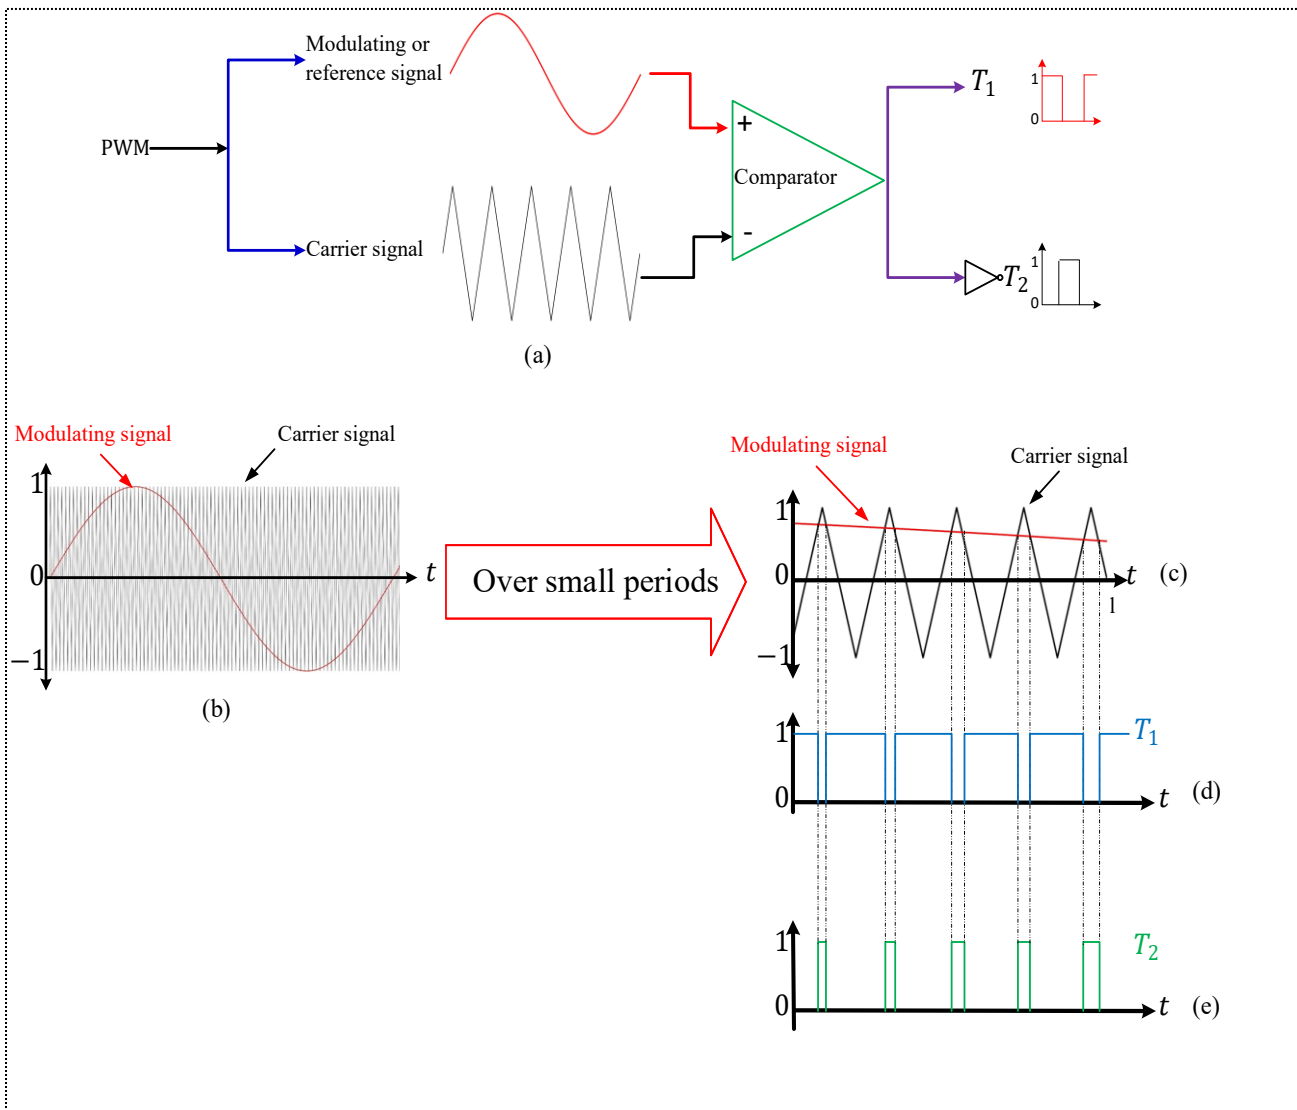 Modulating or
reference signal
PWM
Carrier signal
+
-
Comparator
T₁
1
0
T₂
1
0
(a)
Modulating signal
Carrier signal
1
0
−1
t
(b)
Over small periods
Modulating signal
Carrier signal
1
0
−1
t
l
(c)
1
0
T₁
t
(d)
1
0
T₂
t
(e)